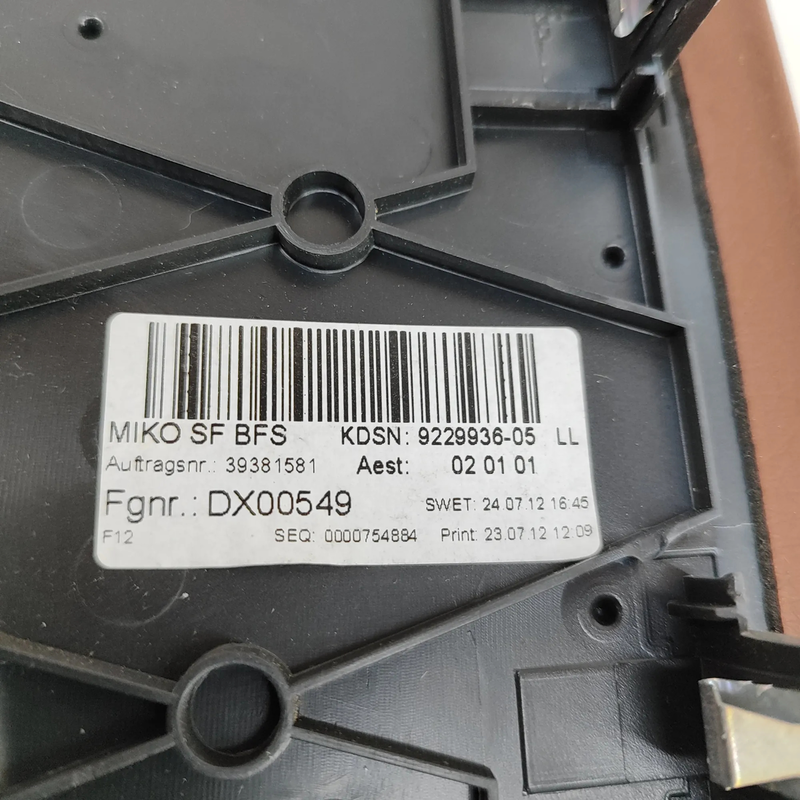 MIKO SF BFS KDSN: 9229936-05 LL
Auftragsnr.: 39381581 Aest: 02 01 01
Fgnr.: DX00549 SWET: 24.07.12 16:45
F12 SEQ: 0000754884 Print: 23.07.12 12:09